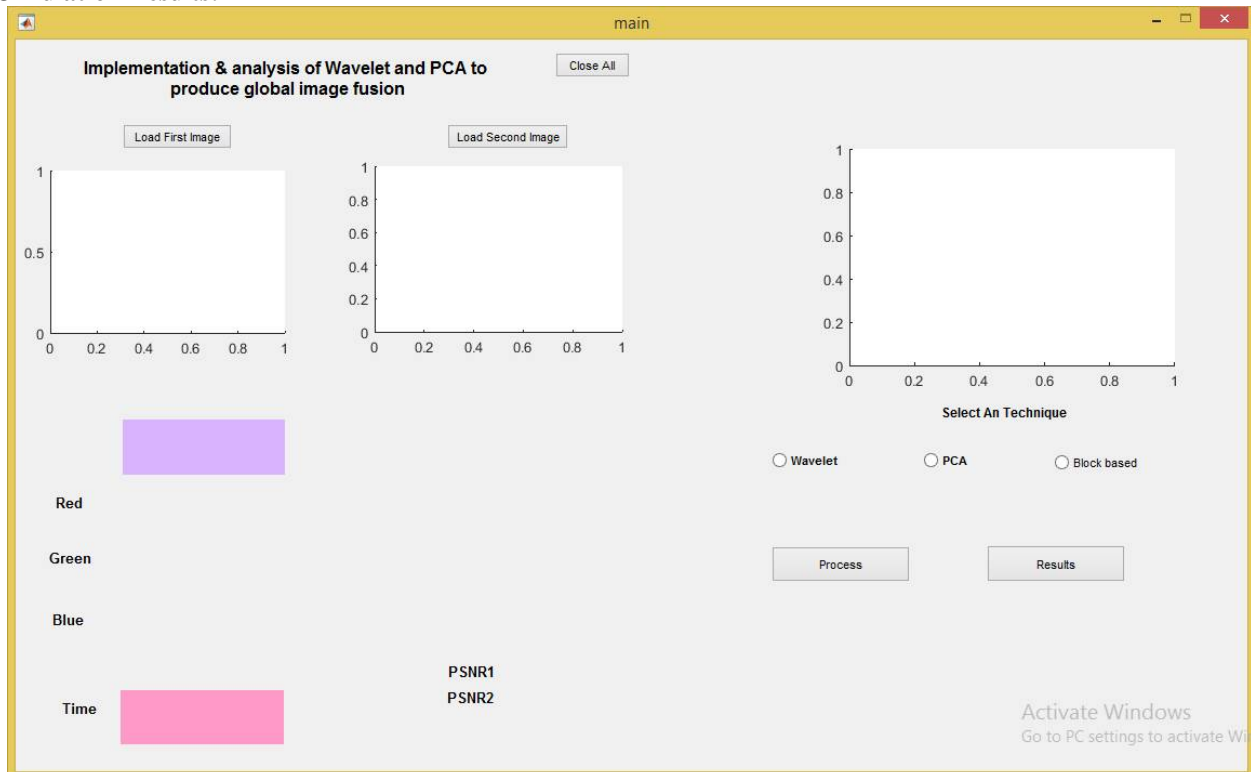 main
Implementation & analysis of Wavelet and PCA to
produce global image fusion
Close All
Load First Image
Load Second Image
1
0.5
0
0 0.2 0.4 0.6 0.8 1
1
0.8
0.6
0.4
0.2
0
0 0.2 0.4 0.6 0.8 1
1
0.8
0.6
0.4
0.2
0
0 0.2 0.4 0.6 0.8 1
Select An Technique
Wavelet PCA Block based
Process Results
Red
Green
Blue
Time
PSNR1
PSNR2
Activate Windows
Go to PC settings to activate Wi